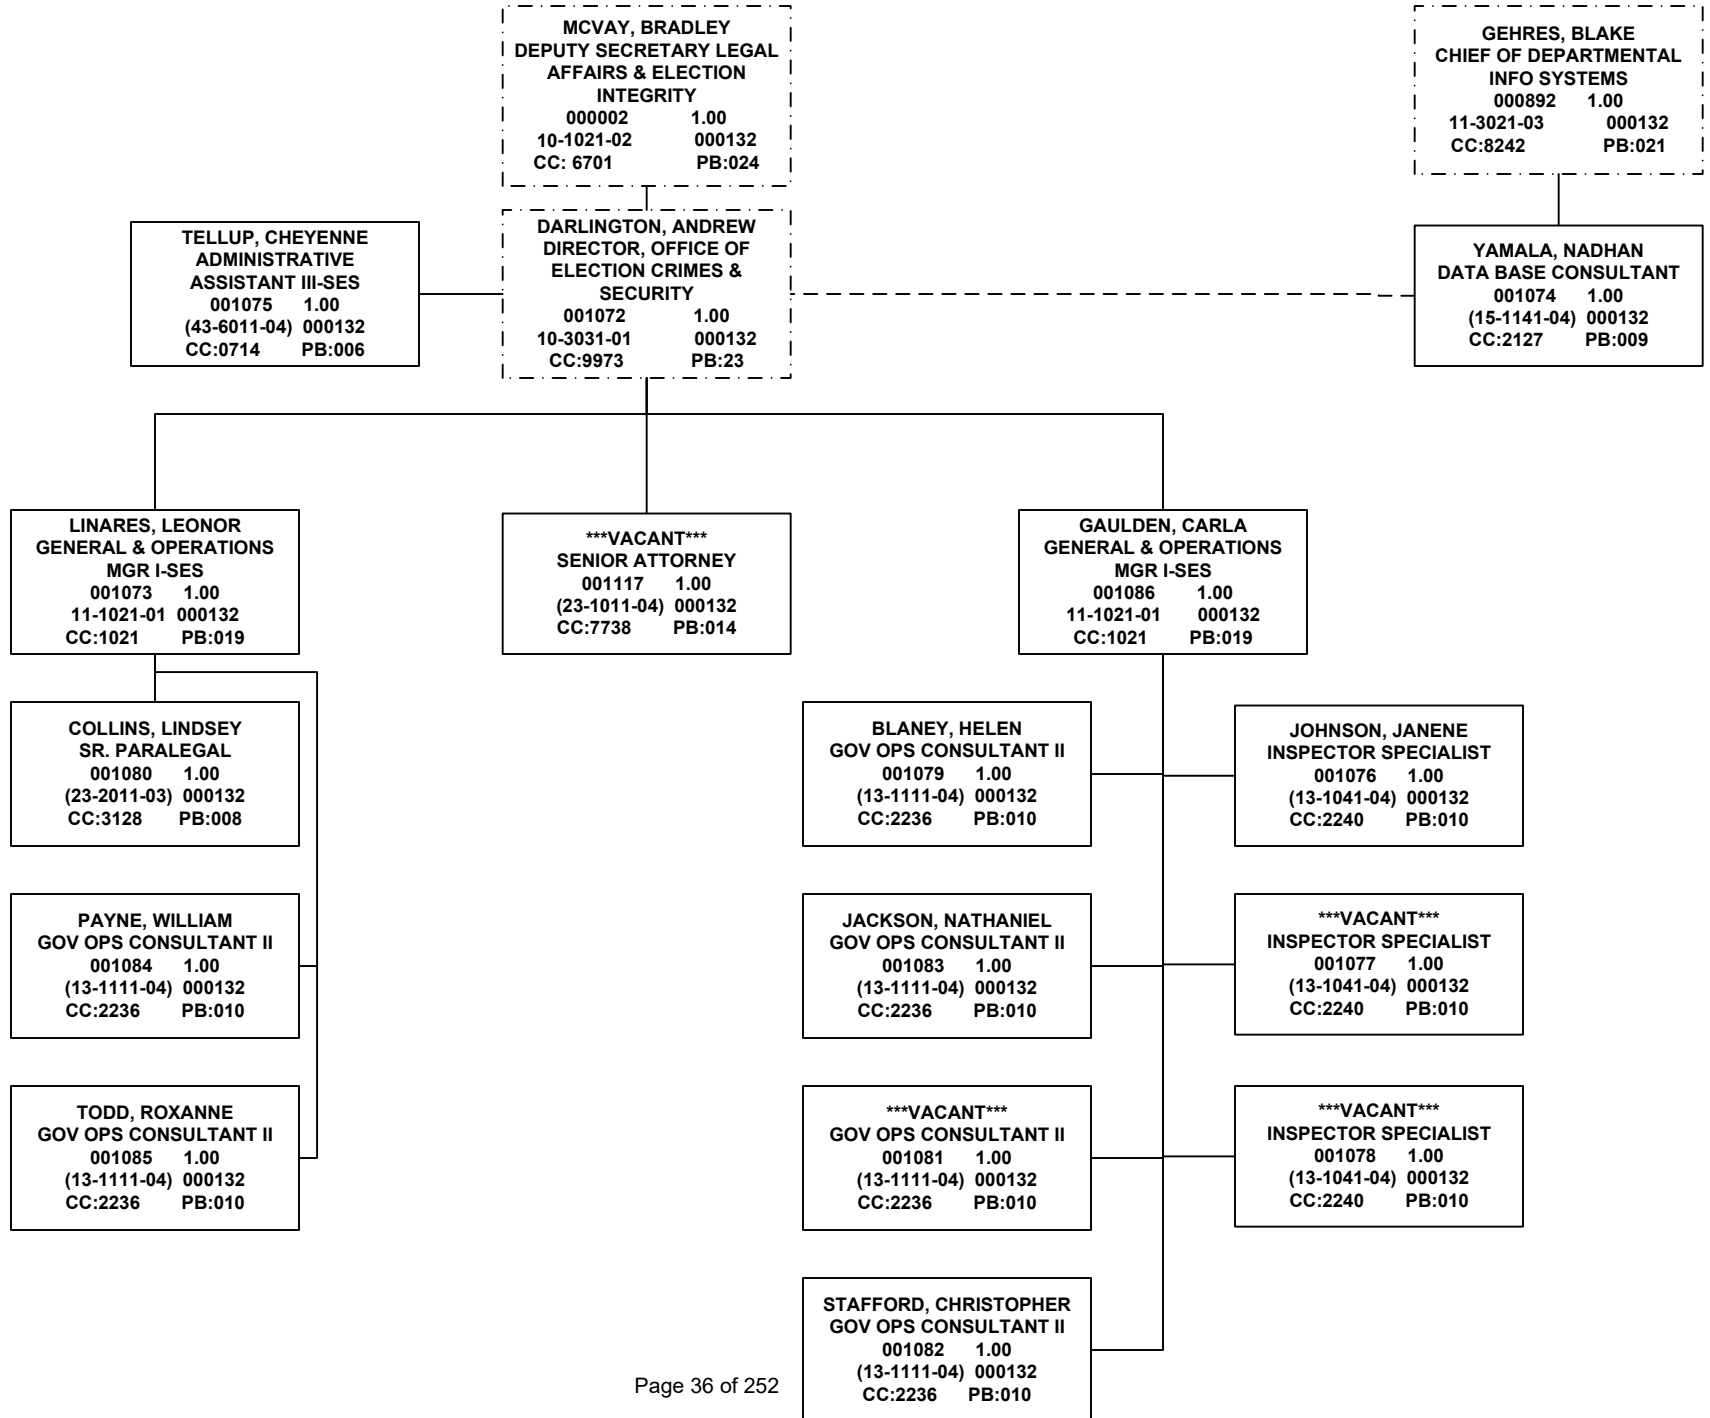 MCVAY, BRADLEY
DEPUTY SECRETARY LEGAL
AFFAIRS & ELECTION
INTEGRITY
000002 1.00
10-1021-02 000132
CC: 6701 PB:024
GEHRES, BLAKE
CHIEF OF DEPARTMENTAL
INFO SYSTEMS
000892 1.00
11-3021-03 000132
CC:8242 PB:021
TELLUP, CHEYENNE
ADMINISTRATIVE
ASSISTANT III-SES
001075 1.00
(43-6011-04) 000132
CC:0714 PB:006
DARLINGTON, ANDREW
DIRECTOR, OFFICE OF
ELECTION CRIMES &
SECURITY
001072 1.00
10-3031-01 000132
CC:9973 PB:23
YAMALA, NADHAN
DATA BASE CONSULTANT
001074 1.00
(15-1141-04) 000132
CC:2127 PB:009
LINARES, LEONOR
GENERAL & OPERATIONS
MGR I-SES
001073 1.00
11-1021-01 000132
CC:1021 PB:019
***VACANT***
SENIOR ATTORNEY
001117 1.00
(23-1011-04) 000132
CC:7738 PB:014
GAULDEN, CARLA
GENERAL & OPERATIONS
MGR I-SES
001086 1.00
11-1021-01 000132
CC:1021 PB:019
COLLINS, LINDSEY
SR. PARALEGAL
001080 1.00
(23-2011-03) 000132
CC:3128 PB:008
BLANEY, HELEN
GOV OPS CONSULTANT II
001079 1.00
(13-1111-04) 000132
CC:2236 PB:010
JOHNSON, JANENE
INSPECTOR SPECIALIST
001076 1.00
(13-1041-04) 000132
CC:2240 PB:010
PAYNE, WILLIAM
GOV OPS CONSULTANT II
001084 1.00
(13-1111-04) 000132
CC:2236 PB:010
JACKSON, NATHANIEL
GOV OPS CONSULTANT II
001083 1.00
(13-1111-04) 000132
CC:2236 PB:010
***VACANT***
INSPECTOR SPECIALIST
001077 1.00
(13-1041-04) 000132
CC:2240 PB:010
TODD, ROXANNE
GOV OPS CONSULTANT II
001085 1.00
(13-1111-04) 000132
CC:2236 PB:010
***VACANT***
GOV OPS CONSULTANT II
001081 1.00
(13-1111-04) 000132
CC:2236 PB:010
***VACANT***
INSPECTOR SPECIALIST
001078 1.00
(13-1041-04) 000132
CC:2240 PB:010
STAFFORD, CHRISTOPHER
GOV OPS CONSULTANT II
001082 1.00
(13-1111-04) 000132
CC:2236 PB:010
Page 36 of 252